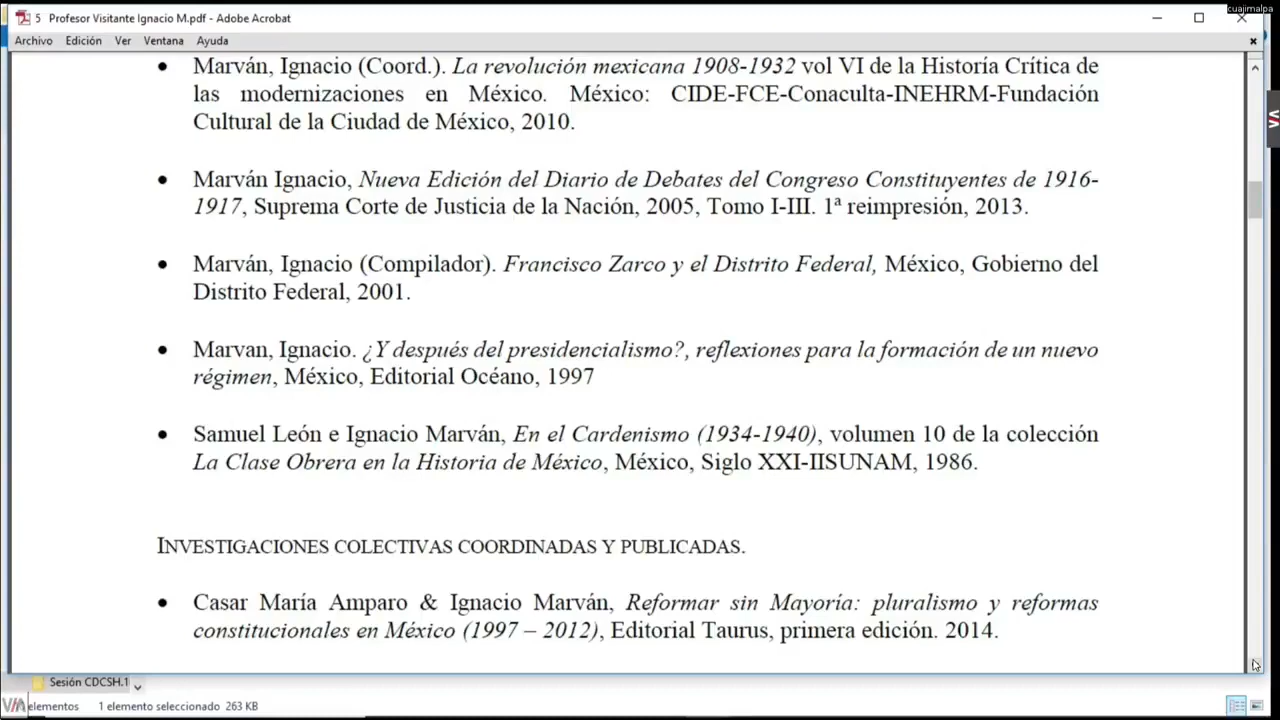 cuajimalpa
5 Profesor Visitante Ignacio M.pdf - Adobe Acrobat
Archivo Edición Ver Ventana Ayuda
• Marván, Ignacio (Coord.). La revolución mexicana 1908-1932 vol VI de la Historía Crítica de
las modernizaciones en México. México: CIDE-FCE-Conaculta-INEHRM-Fundación
Cultural de la Ciudad de México, 2010.
• Marván Ignacio, Nueva Edición del Diario de Debates del Congreso Constituyentes de 1916-
1917, Suprema Corte de Justicia de la Nación, 2005, Tomo I-III. 1ª reimpresión, 2013.
• Marván, Ignacio (Compilador). Francisco Zarco y el Distrito Federal, México, Gobierno del
Distrito Federal, 2001.
• Marvan, Ignacio. ¿Y después del presidencialismo?, reflexiones para la formación de un nuevo
régimen, México, Editorial Océano, 1997
• Samuel León e Ignacio Marván, En el Cardenismo (1934-1940), volumen 10 de la colección
La Clase Obrera en la Historia de México, México, Siglo XXI-IISUNAM, 1986.
INVESTIGACIONES COLECTIVAS COORDINADAS Y PUBLICADAS.
• Casar María Amparo & Ignacio Marván, Reformar sin Mayoría: pluralismo y reformas
constitucionales en México (1997 – 2012), Editorial Taurus, primera edición. 2014.
Sesión CDCSH.1
elementos 1 elemento seleccionado 263 KB